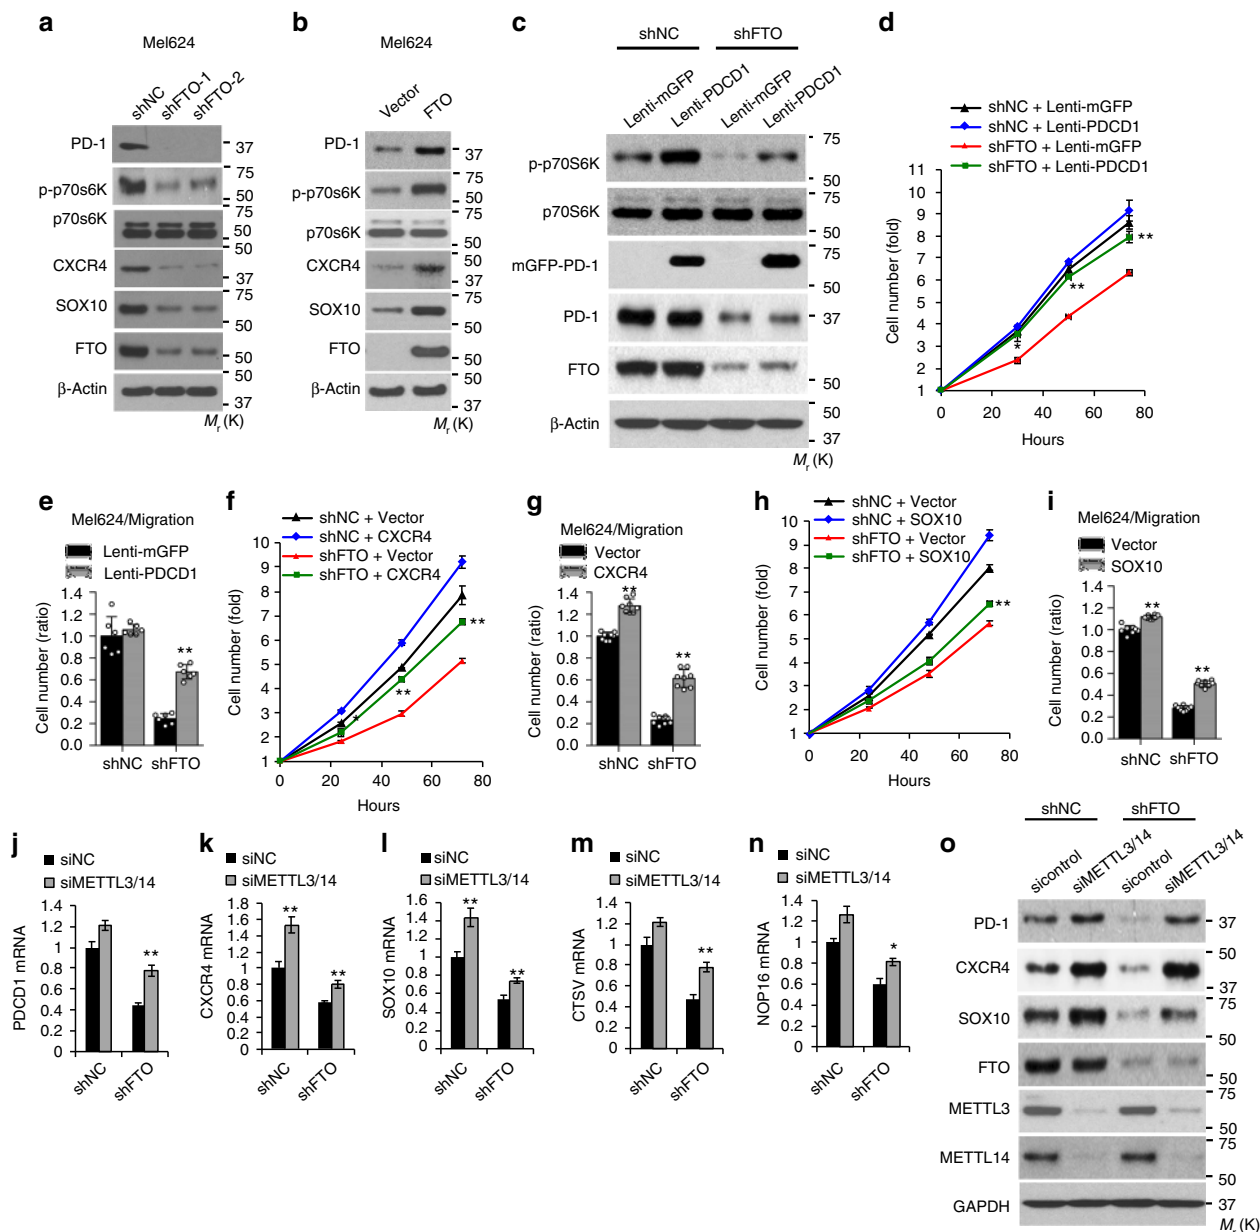 a
Mel624
shNC shFTO-1 shFTO-2
PD-1
37
p-p70s6K
75
50
p70s6K
75
50
CXCR4
50
37
SOX10
75
50
FTO
50
β-Actin
50
37
Mr (K)
b
Mel624
Vector FTO
PD-1
37
p-p70s6K
75
50
p70s6K
75
50
CXCR4
50
37
SOX10
75
50
FTO
50
β-Actin
50
37
Mr (K)
c
shNC shFTO
Lenti-mGFP Lenti-PDCD1 Lenti-mGFP Lenti-PDCD1
p-p70S6K
75
50
p70S6K
75
50
mGFP-PD-1
75
50
PD-1
37
FTO
50
β-Actin
50
37
Mr (K)
d
shNC + Lenti-mGFP
shNC + Lenti-PDCD1
shFTO + Lenti-mGFP
shFTO + Lenti-PDCD1
Cell number (fold)
11
10
9
8
7
6
5
4
3
2
1
*
**
**
0 20 40 60 80
Hours
e
Mel624/Migration
Lenti-mGFP
Lenti-PDCD1
Cell number (ratio)
1.4
1.2
1.0
0.8
0.6
0.4
0.2
0.0
**
shNC shFTO
f
shNC + Vector
shNC + CXCR4
shFTO + Vector
shFTO + CXCR4
Cell number (fold)
10
9
8
7
6
5
4
3
2
1
*
**
**
0 20 40 60 80
Hours
g
Mel624/Migration
Vector
CXCR4
Cell number (ratio)
1.4
1.2
1.0
0.8
0.6
0.4
0.2
0.0
**
**
shNC shFTO
h
shNC + Vector
shNC + SOX10
shFTO + Vector
shFTO + SOX10
Cell number (fold)
10
9
8
7
6
5
4
3
2
1
**
0 20 40 60 80
Hours
i
Mel624/Migration
Vector
SOX10
Cell number (ratio)
1.4
1.2
1.0
0.8
0.6
0.4
0.2
0.0
**
**
shNC shFTO
j
siNC
siMETTL3/14
PDCD1 mRNA
1.4
1.2
1
0.8
0.6
0.4
0.2
0
**
shNC shFTO
k
siNC
siMETTL3/14
CXCR4 mRNA
1.8
1.6
1.4
1.2
1
0.8
0.6
0.4
0.2
0
**
**
shNC shFTO
l
siNC
siMETTL3/14
SOX10 mRNA
1.6
1.4
1.2
1
0.8
0.6
0.4
0.2
0
**
**
shNC shFTO
m
siNC
siMETTL3/14
CTSV mRNA
1.4
1.2
1
0.8
0.6
0.4
0.2
0
**
shNC shFTO
n
siNC
siMETTL3/14
NOP16 mRNA
1.4
1.2
1
0.8
0.6
0.4
0.2
0
*
shNC shFTO
o
shNC shFTO
sicontrol siMETTL3/14 sicontrol siMETTL3/14
PD-1
37
CXCR4
50
37
SOX10
75
50
FTO
50
METTL3
75
50
METTL14
75
50
GAPDH
37
Mr (K)